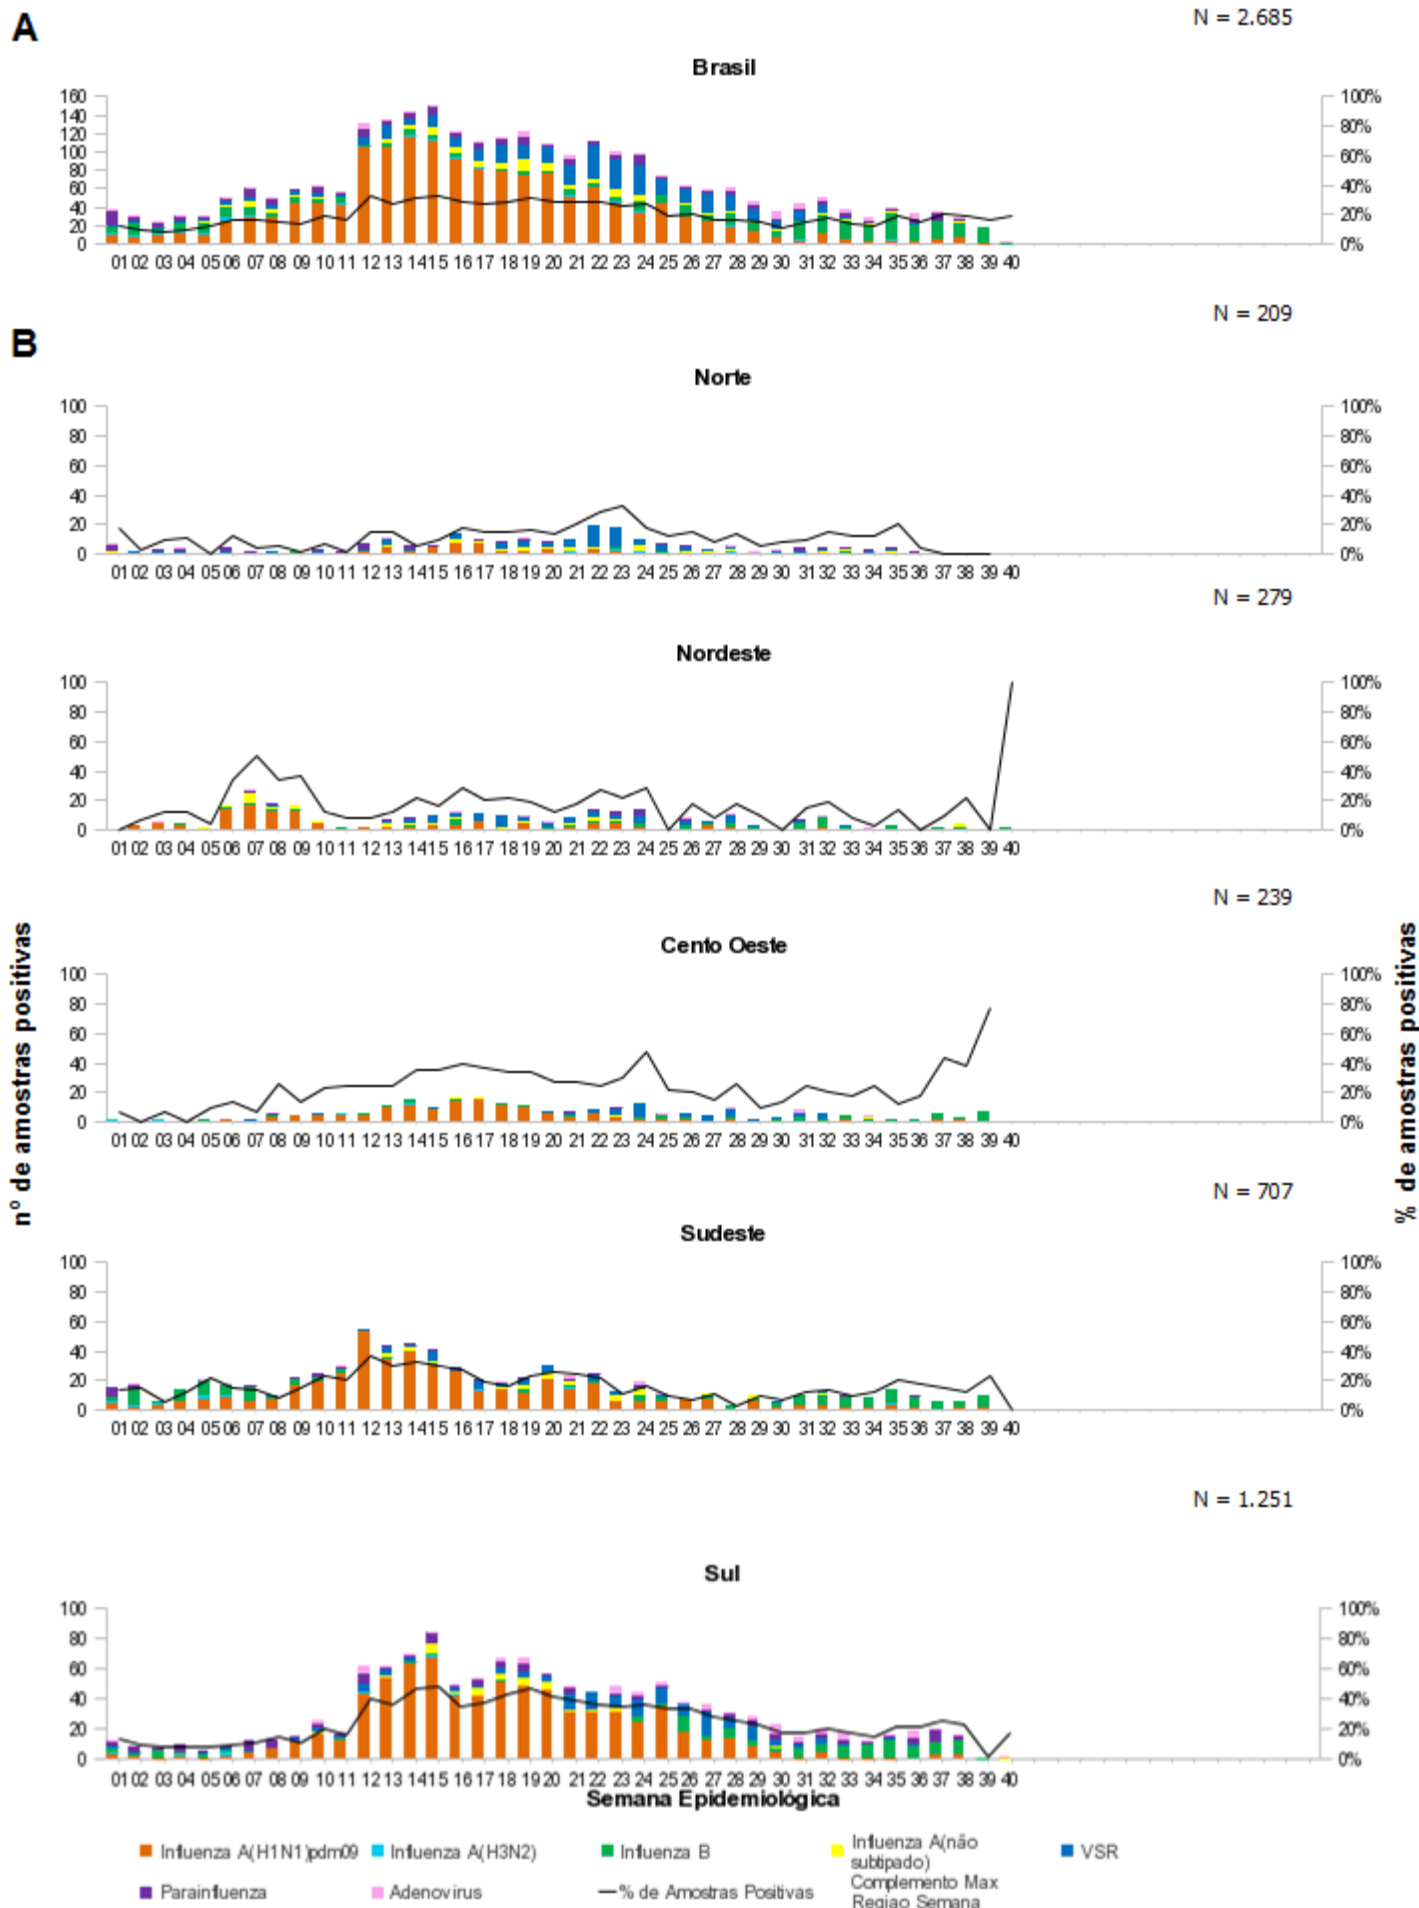 A
N = 2.685
Brasil
160 100%
140
120 80%
100 60%
80
60 40%
40 20%
20
0 0%
01 02 03 04 05 06 07 08 09 10 11 12 13 14 15 16 17 18 19 20 21 22 23 24 25 26 27 28 29 30 31 32 33 34 35 36 37 38 39 40
N = 209
B
Norte
100 100%
80 80%
60 60%
40 40%
20 20%
0 0%
01 02 03 04 05 06 07 08 09 10 11 12 13 14 15 16 17 18 19 20 21 22 23 24 25 26 27 28 29 30 31 32 33 34 35 36 37 38 39 40
N = 279
Nordeste
100 100%
80 80%
60 60%
40 40%
20 20%
0 0%
01 02 03 04 05 06 07 08 09 10 11 12 13 14 15 16 17 18 19 20 21 22 23 24 25 26 27 28 29 30 31 32 33 34 35 36 37 38 39 40
N = 239
Cento Oeste
100 100%
80 80%
60 60%
40 40%
20 20%
0 0%
01 02 03 04 05 06 07 08 09 10 11 12 13 14 15 16 17 18 19 20 21 22 23 24 25 26 27 28 29 30 31 32 33 34 35 36 37 38 39 40
nº de amostras positivas
% de amostras positivas
N = 707
Sudeste
100 100%
80 80%
60 60%
40 40%
20 20%
0 0%
01 02 03 04 05 06 07 08 09 10 11 12 13 14 15 16 17 18 19 20 21 22 23 24 25 26 27 28 29 30 31 32 33 34 35 36 37 38 39 40
N = 1.251
Sul
100 100%
80 80%
60 60%
40 40%
20 20%
0 0%
01 02 03 04 05 06 07 08 09 10 11 12 13 14 15 16 17 18 19 20 21 22 23 24 25 26 27 28 29 30 31 32 33 34 35 36 37 38 39 40
Semana Epidemiológica
Influenza A(H1N1)pdm09 Influenza A(H3N2) Influenza B Influenza A(não subtipado) VSR
Parainfluenza Adenovirus % de Amostras Positivas Complemento Max
Regiao Semana